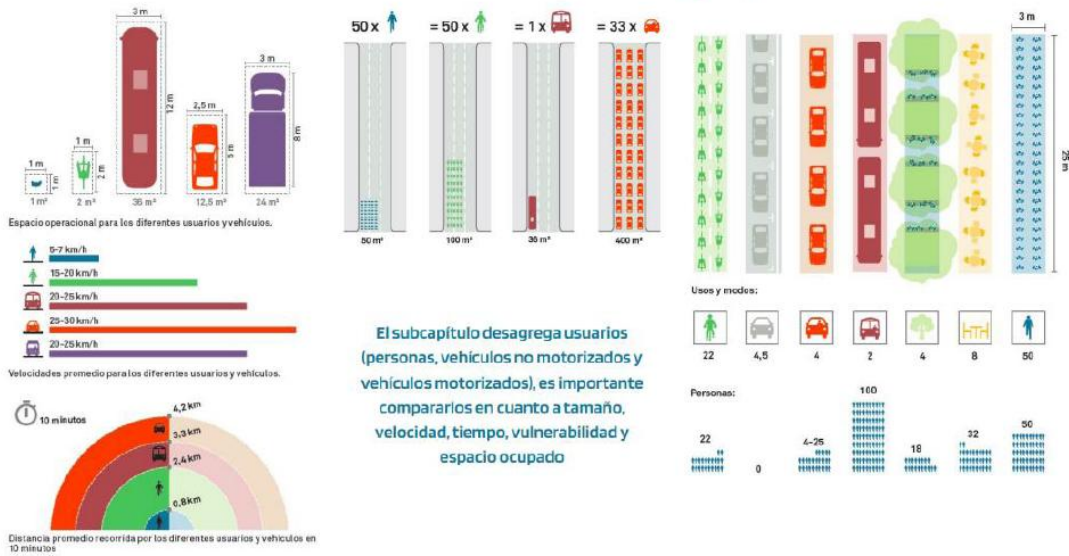 3 m
12 m
3 m
8 m
2,5 m
5 m
1 m
2 m
1 m
1 m
1 m²
2 m²
36 m²
12,5 m²
24 m²
Espacio operacional para los diferentes usuarios y vehículos.
5-7 km/h
15-20 km/h
20-25 km/h
25-30 km/h
20-25 km/h
Velocidades promedio para los diferentes usuarios y vehículos.
10 minutos
4,2 km
3,3 km
2,4 km
0,8 km
Distancia promedio recorrida por los diferentes usuarios y vehículos en
10 minutos
50 x
= 50 x
= 1 x
= 33 x
50 m²
100 m²
36 m²
400 m²
El subcapítulo desagrega usuarios
(personas, vehículos no motorizados y
vehículos motorizados), es importante
compararlos en cuanto a tamaño,
velocidad, tiempo, vulnerabilidad y
espacio ocupado
3 m
25 m
Usos y modos:
22
4,5
4
2
4
8
50
Personas:
22
0
4-25
100
18
32
50